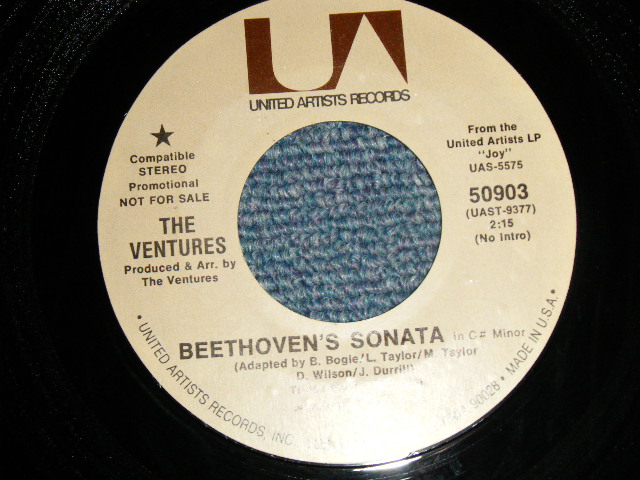 UA
UNITED ARTISTS RECORDS
★
Compatible
STEREO
Promotional
NOT FOR SALE
THE
VENTURES
Produced & Arr. by
The Ventures
From the
United Artists LP
"Joy"
UAS-5575
50903
(UAST-9377)
2:15
(No Intro)
BEETHOVEN'S SONATA in C# Minor
(Adapted by B. Bogle/L. Taylor/M. Taylor
D. Wilson/J. Durrill)
• UNITED ARTISTS RECORDS, INC. 90028 • MADE IN U.S.A. •